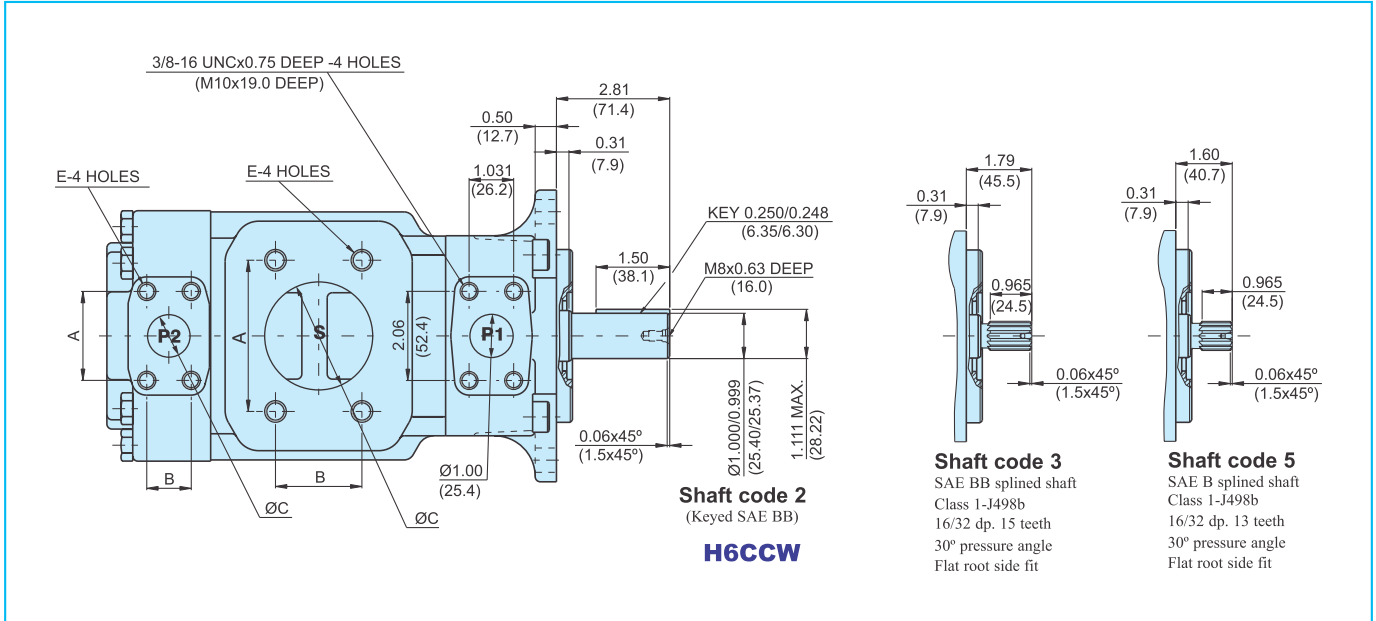 3/8-16 UNCx0.75 DEEP -4 HOLES
(M10x19.0 DEEP)
E-4 HOLES
E-4 HOLES
2.81
(71.4)
0.50
(12.7)
0.31
(7.9)
1.031
(26.2)
KEY 0.250/0.248
(6.35/6.30)
1.50
(38.1)
M8x0.63 DEEP
(16.0)
A
P2
A
S
2.06
(52.4)
P1
B
B
ØC
ØC
Ø1.00
(25.4)
0.06x45º
(1.5x45º)
Ø1.000/0.999
(25.40/25.37)
1.111 MAX.
(28.22)
Shaft code 2
(Keyed SAE BB)
H6CCW
1.79
(45.5)
0.31
(7.9)
0.965
(24.5)
0.06x45º
(1.5x45º)
Shaft code 3
SAE BB splined shaft
Class 1-J498b
16/32 dp. 15 teeth
30º pressure angle
Flat root side fit
1.60
(40.7)
0.31
(7.9)
0.965
(24.5)
0.06x45º
(1.5x45º)
Shaft code 5
SAE B splined shaft
Class 1-J498b
16/32 dp. 13 teeth
30º pressure angle
Flat root side fit